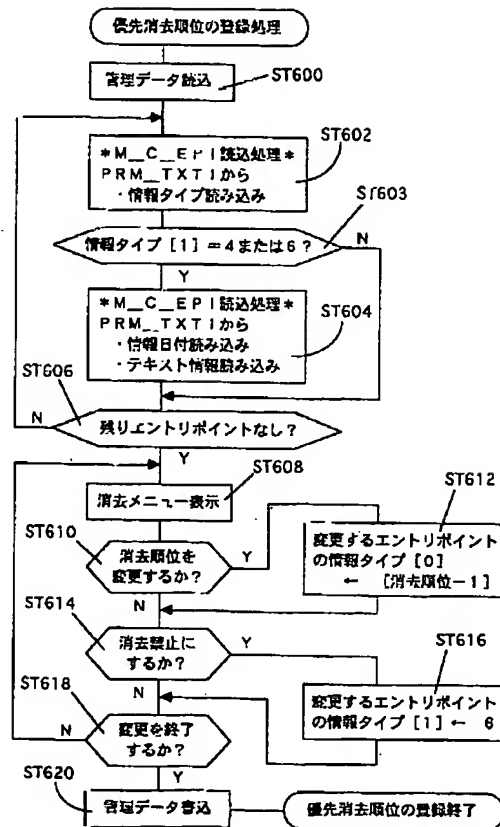 優先消去順位の登録処理
管理データ読込
ST600
ST602
*M__C_EPI読込処理*
PRM__TXTIから
・情報タイプ読み込み
ST603
情報タイプ[1]=4または6?
N
Y
*M__C_EPI読込処理*
PRM__TXTIから
・情報日付読み込み
・テキスト情報読み込み
ST604
ST606
N
残りエントリポイントなし?
Y
ST608
消去メニュー表示
ST610
ST612
消去順位を
変更するか?
Y
変更するエントリポイント
の情報タイプ[0]
← [消去順位−1]
N
ST614
消去禁止に
するか?
Y
ST616
N
変更するエントリポイント
の情報タイプ[1]← 6
ST618
N
変更を終了
するか?
Y
ST620
管理データ書込
優先消去順位の登録終了